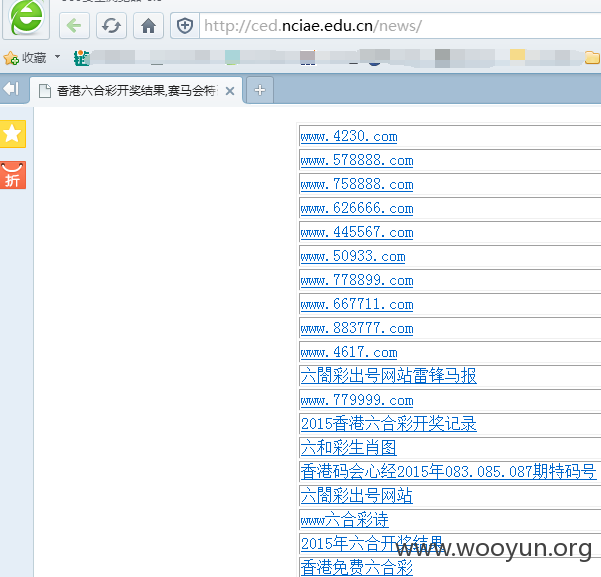 http://ced.nciae.edu.cn/news/
收藏
香港六合彩开奖结果,赛马会特
www.4230.com
www.578888.com
www.758888.com
www.626666.com
www.445567.com
www.50933.com
www.778899.com
www.667711.com
www.883777.com
www.4617.com
六閤彩出号网站雷锋马报
www.779999.com
2015香港六合彩开奖记录
六和彩生肖图
香港码会心经2015年083.085.087期特码号
六閤彩出号网站
www六合彩诗
2015年六合开奖结果
香港免费六合彩
折
www.wooyun.org